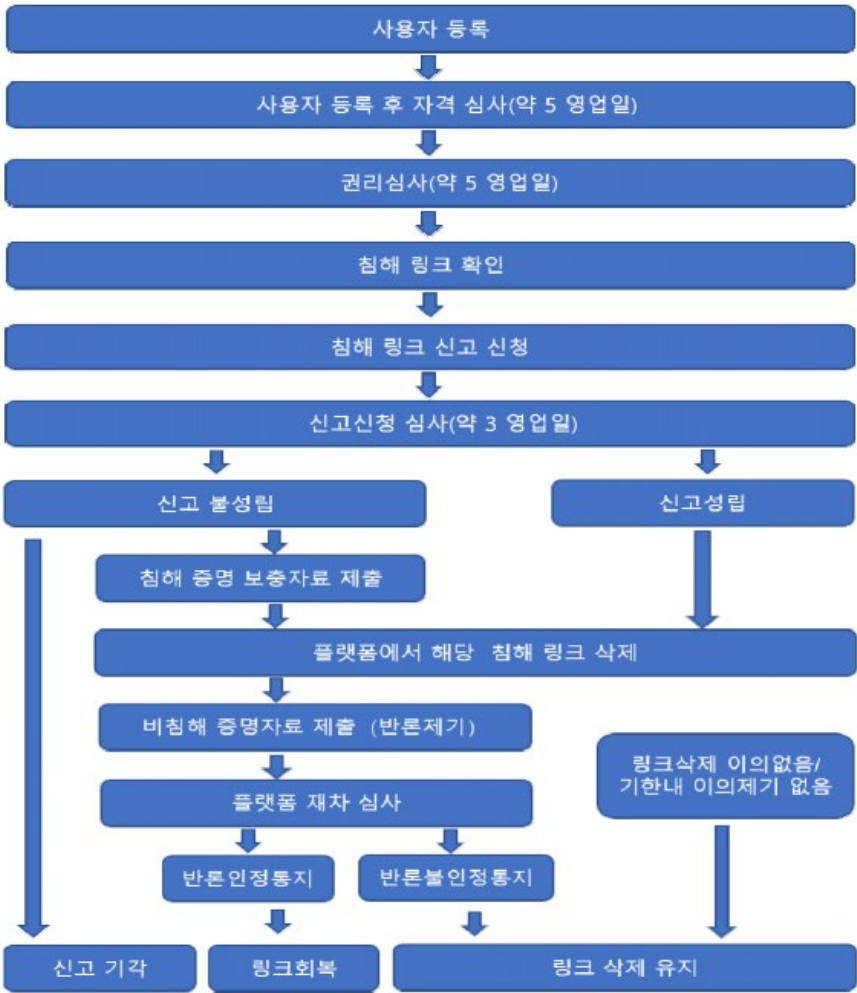 사용자 등록
사용자 등록 후 자격 심사(약 5 영업일)
권리심사(약 5 영업일)
침해 링크 확인
침해 링크 신고 신청
신고신청 심사(약 3 영업일)
신고 불성립
신고성립
침해 증명 보충자료 제출
플랫폼에서 해당 침해 링크 삭제
비침해 증명자료 제출 (반론제기)
링크삭제 이의없음/
기한내 이의제기 없음
플랫폼 재차 심사
반론인정통지
반론불인정통지
신고 기각
링크회복
링크 삭제 유지